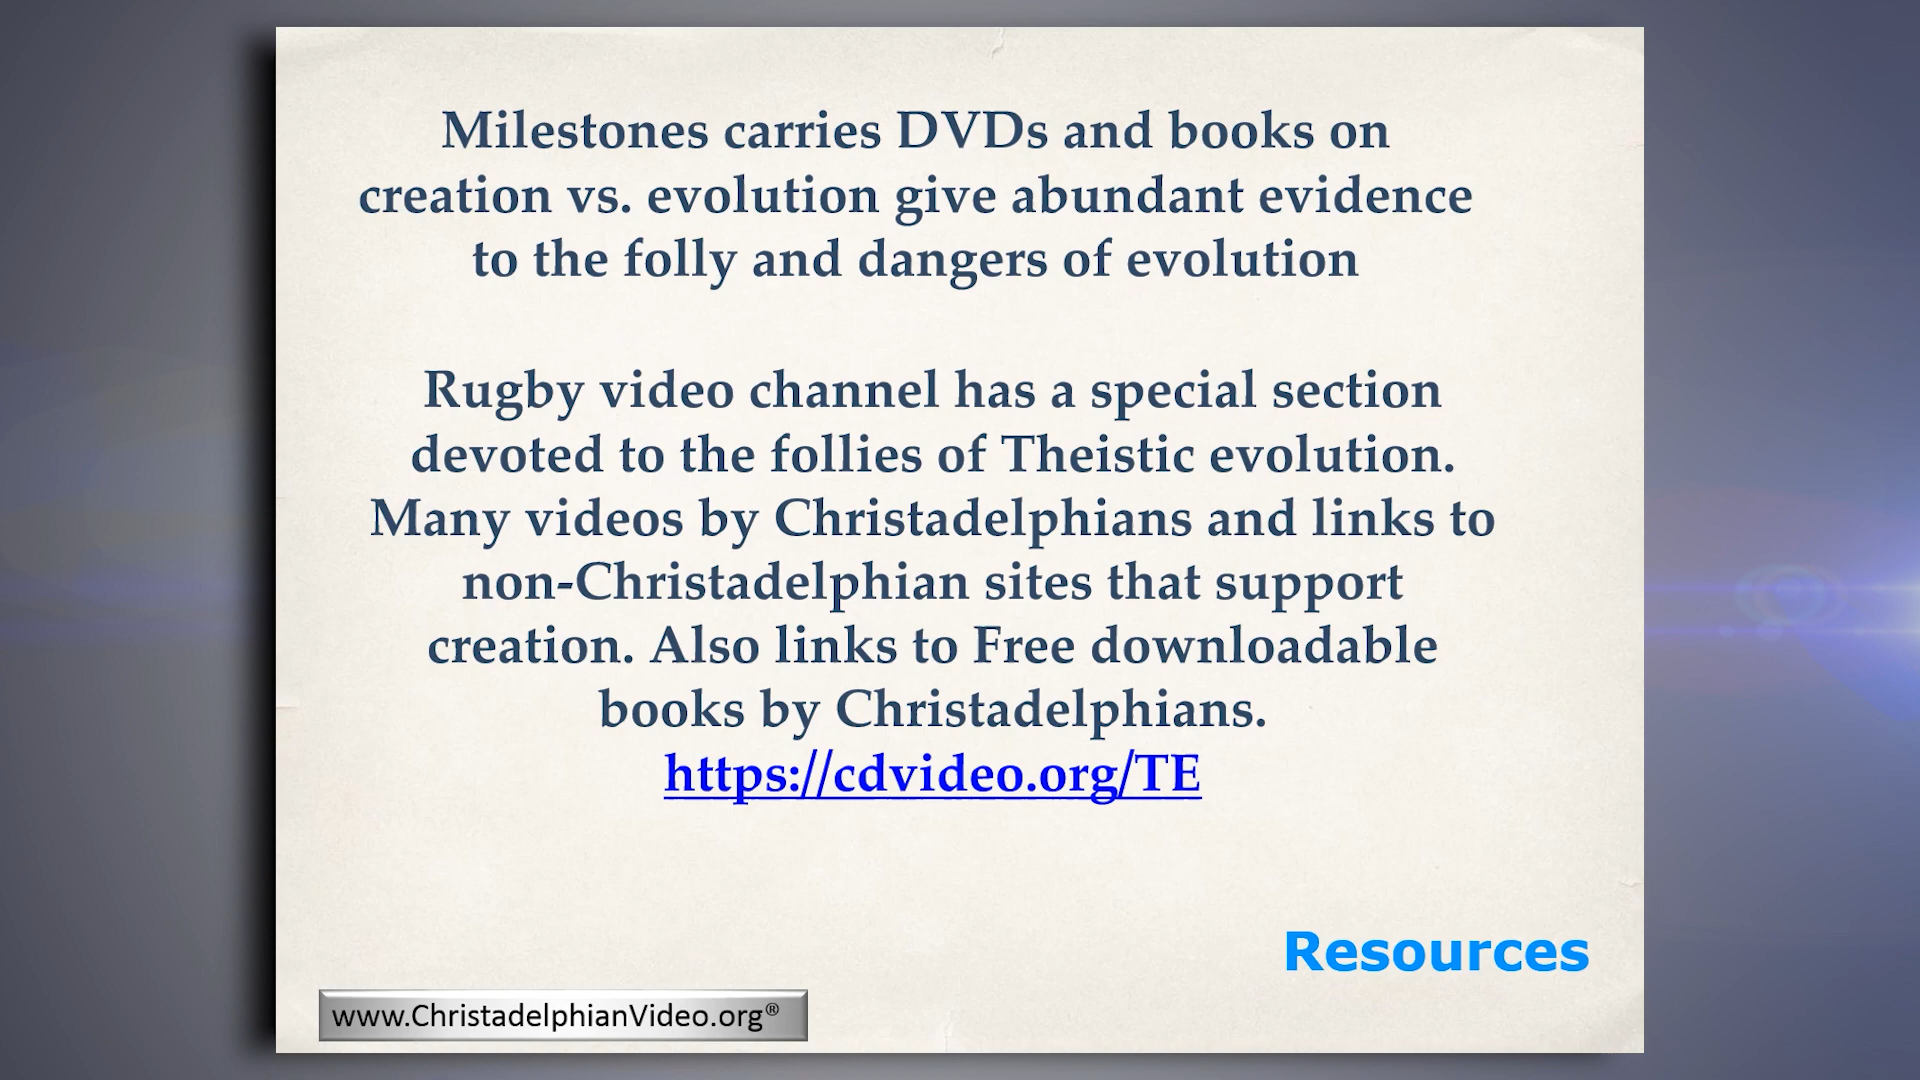 Milestones carries DVDs and books on
creation vs. evolution give abundant evidence
to the folly and dangers of evolution
Rugby video channel has a special section
devoted to the follies of Theistic evolution.
Many videos by Christadelphians and links to
non-Christadelphian sites that support
creation. Also links to Free downloadable
books by Christadelphians.
https://cdvideo.org/TE
Resources
www.ChristadelphianVideo.org®